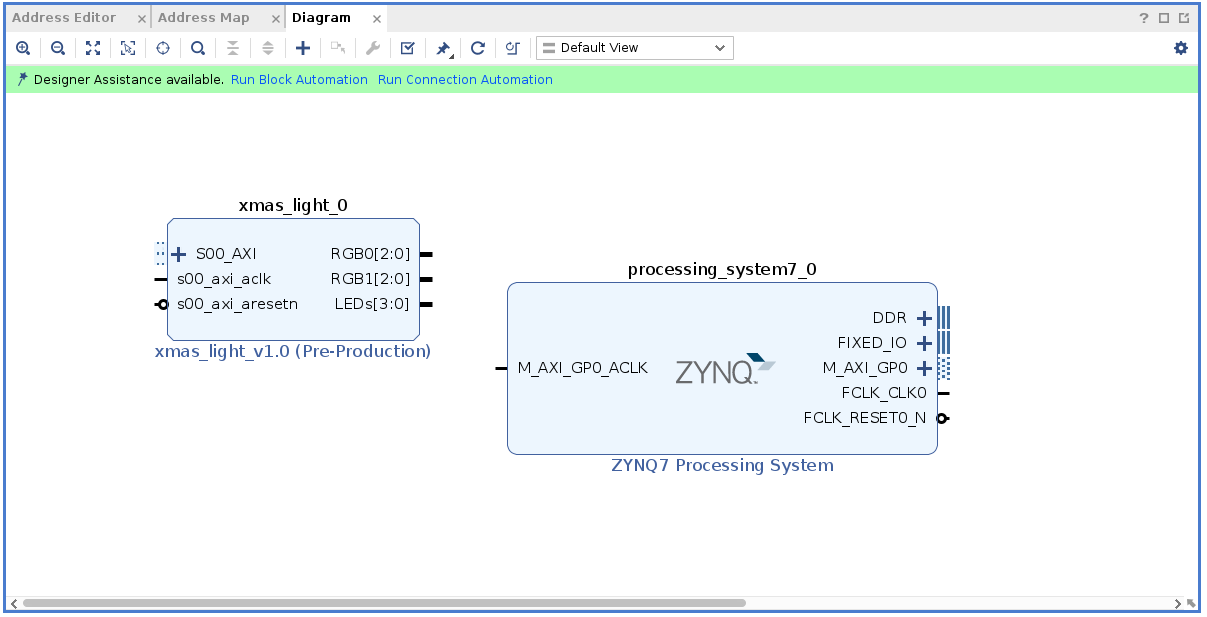 Address Editor × Address Map × Diagram ×
Default View
Designer Assistance available. Run Block Automation Run Connection Automation
xmas_light_0
S00_AXI RGB0[2:0]
s00_axi_aclk RGB1[2:0]
s00_axi_aresetn LEDs[3:0]
xmas_light_v1.0 (Pre-Production)
processing_system7_0
DDR
FIXED_IO
M_AXI_GP0_ACLK ZYNQ. M_AXI_GP0
FCLK_CLK0
FCLK_RESET0_N
ZYNQ7 Processing System